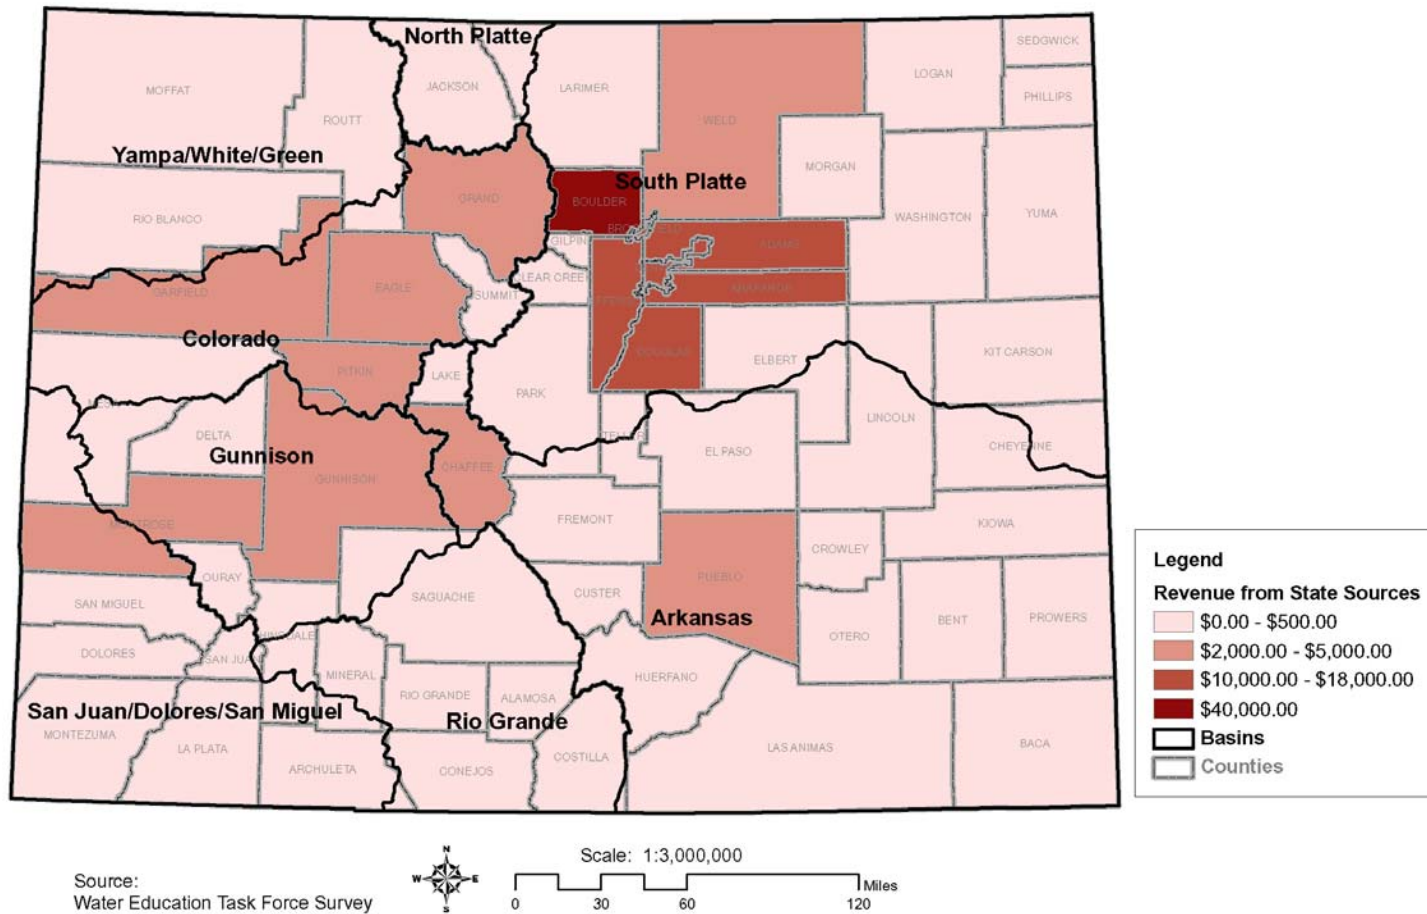 North Platte
SEDGWICK
LOGAN
MOFFAT
JACKSON
LARIMER
PHILLIPS
ROUTT
WELD
Yampa/White/Green
MORGAN
South Platte
GRAND
BOULDER
RIO BLANCO
WASHINGTON
YUMA
GILPIN
ADAMS
CLEAR CREEK
GARFIELD
EAGLE
SUMMIT
Colorado
DOUGLAS
KIT CARSON
PITKIN
LAKE
ELBERT
PARK
LINCOLN
DELTA
TELLER
CHEYENNE
Gunnison
EL PASO
CHAFFEE
GUNNISON
FREMONT
KIOWA
MONTROSE
CROWLEY
OURAY
PUEBLO
CUSTER
SAGUACHE
SAN MIGUEL
Arkansas
BENT
PROWERS
OTERO
DOLORES
SAN JUAN
MINERAL
HUERFANO
RIO GRANDE
ALAMOSA
San Juan/Dolores/San Miguel
Rio Grande
MONTEZUMA
LA PLATA
LAS ANIMAS
BACA
COSTILLA
ARCHULETA
CONEJOS
Legend
Revenue from State Sources
$0.00 - $500.00
$2,000.00 - $5,000.00
$10,000.00 - $18,000.00
$40,000.00
Basins
Counties
Source:
Water Education Task Force Survey
N
W
E
S
Scale: 1:3,000,000
0 30 60 120
Miles